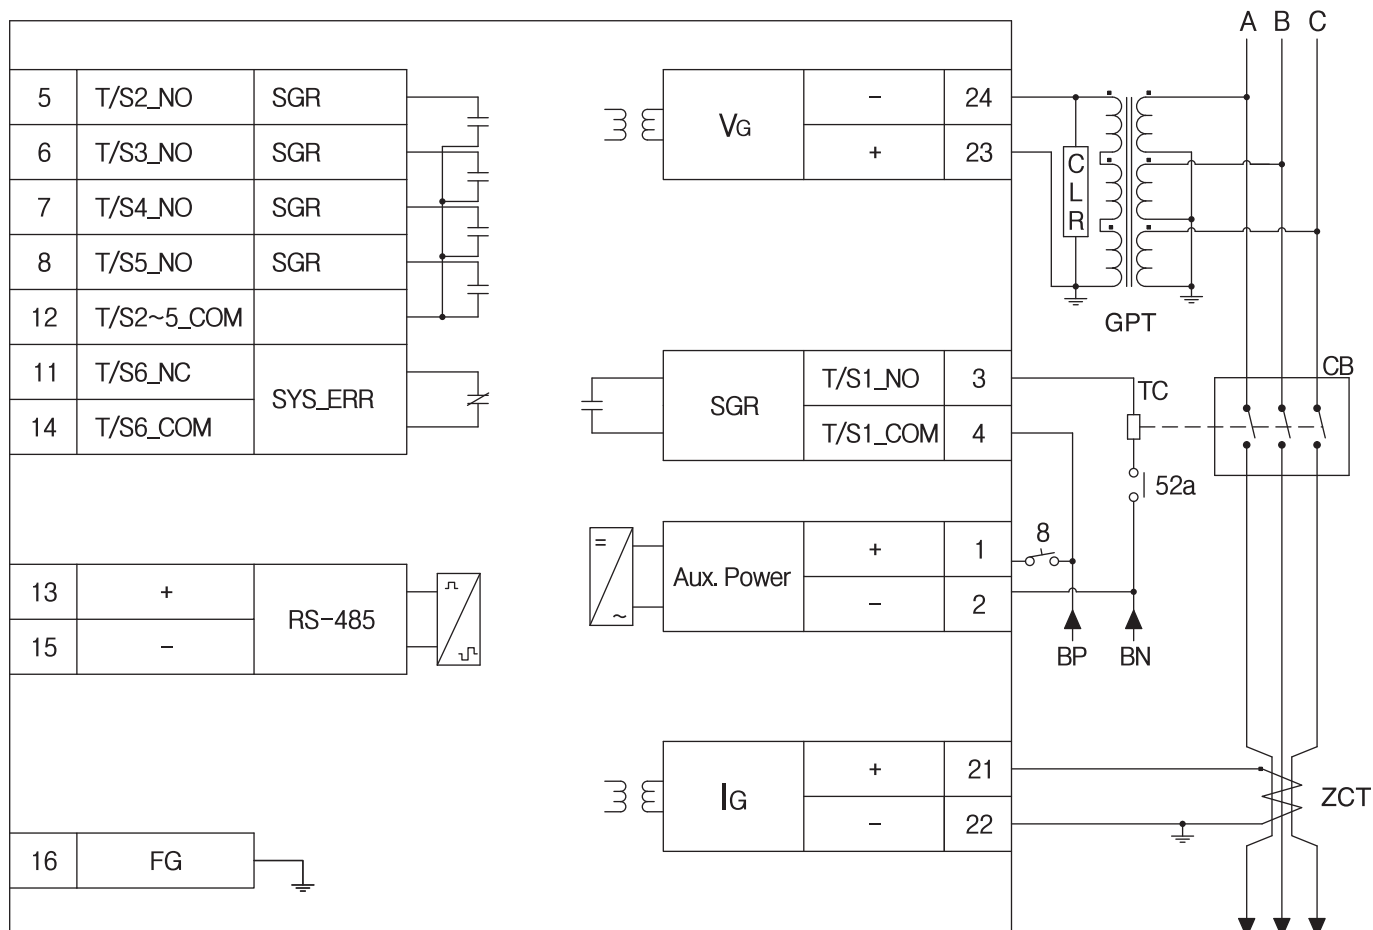 A B C
5 T/S2_NO SGR
6 T/S3_NO SGR
7 T/S4_NO SGR
8 T/S5_NO SGR
12 T/S2~5_COM
11 T/S6_NC SYS_ERR
14 T/S6_COM
13 + RS-485
15 −
16 FG
VG − 24
+ 23
CLR
GPT
SGR T/S1_NO 3
T/S1_COM 4
TC
CB
52a
Aux. Power + 1
− 2
= ~
8
BP BN
IG + 21
− 22
ZCT